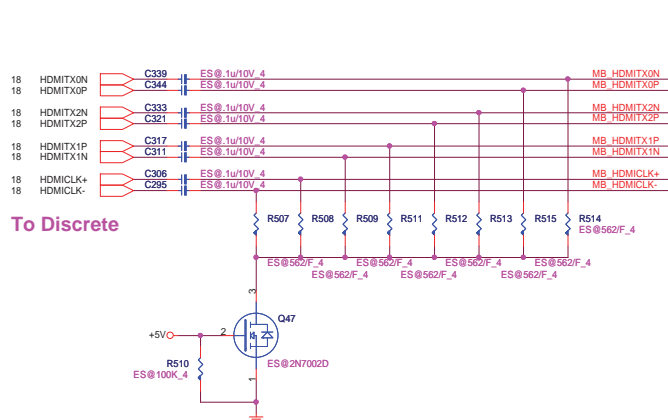 18 HDMITX0N C339 ES@.1u/10V_4 MB_HDMITX0N
18 HDMITX0P C344 ES@.1u/10V_4 MB_HDMITX0P
18 HDMITX2N C333 ES@.1u/10V_4 MB_HDMITX2N
18 HDMITX2P C321 ES@.1u/10V_4 MB_HDMITX2P
18 HDMITX1P C317 ES@.1u/10V_4 MB_HDMITX1P
18 HDMITX1N C311 ES@.1u/10V_4 MB_HDMITX1N
18 HDMICLK+ C306 ES@.1u/10V_4 MB_HDMICLK+
18 HDMICLK- C295 ES@.1u/10V_4 MB_HDMICLK-
To Discrete
R507 R508 R509 R511 R512 R513 R515 R514
ES@562/F_4
ES@562/F_4 ES@562/F_4 ES@562/F_4 ES@562/F_4
ES@562/F_4 ES@562/F_4 ES@562/F_4
3
Q47
+5V 2
ES@2N7002D
R510
ES@100K_4
1